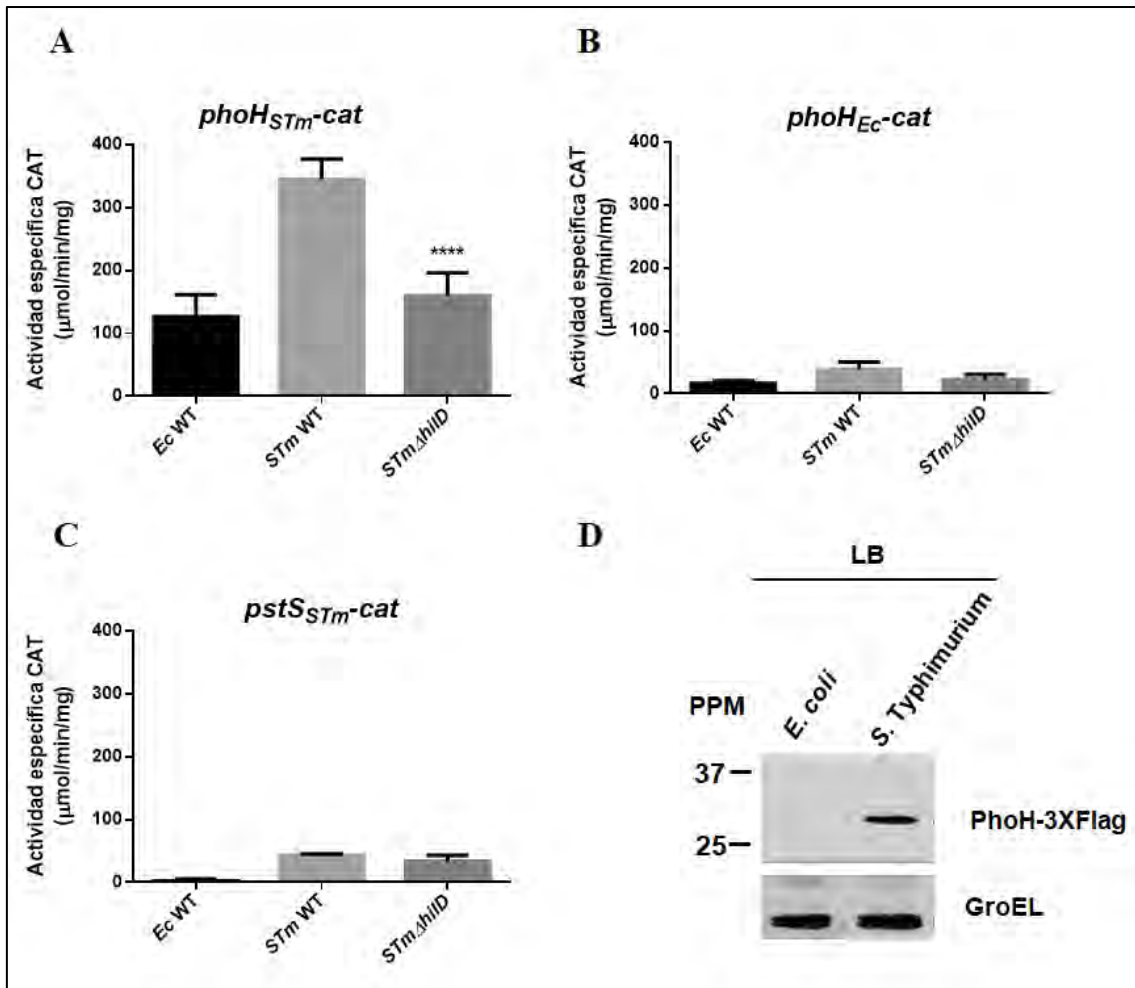 A
phoHSTm-cat
Actividad específica CAT
(µmol/min/mg)
400
300
200
100
0
****
Ec WT
STm WT
STmΔhilD
B
phoHEc-cat
Actividad específica CAT
(µmol/min/mg)
400
300
200
100
0
Ec WT
STm WT
STmΔhilD
C
pstSSTm-cat
Actividad específica CAT
(µmol/min/mg)
400
300
200
100
0
Ec WT
STm WT
STmΔhilD
D
LB
PPM
E. coli
S. Typhimurium
37
25
PhoH-3XFlag
GroEL